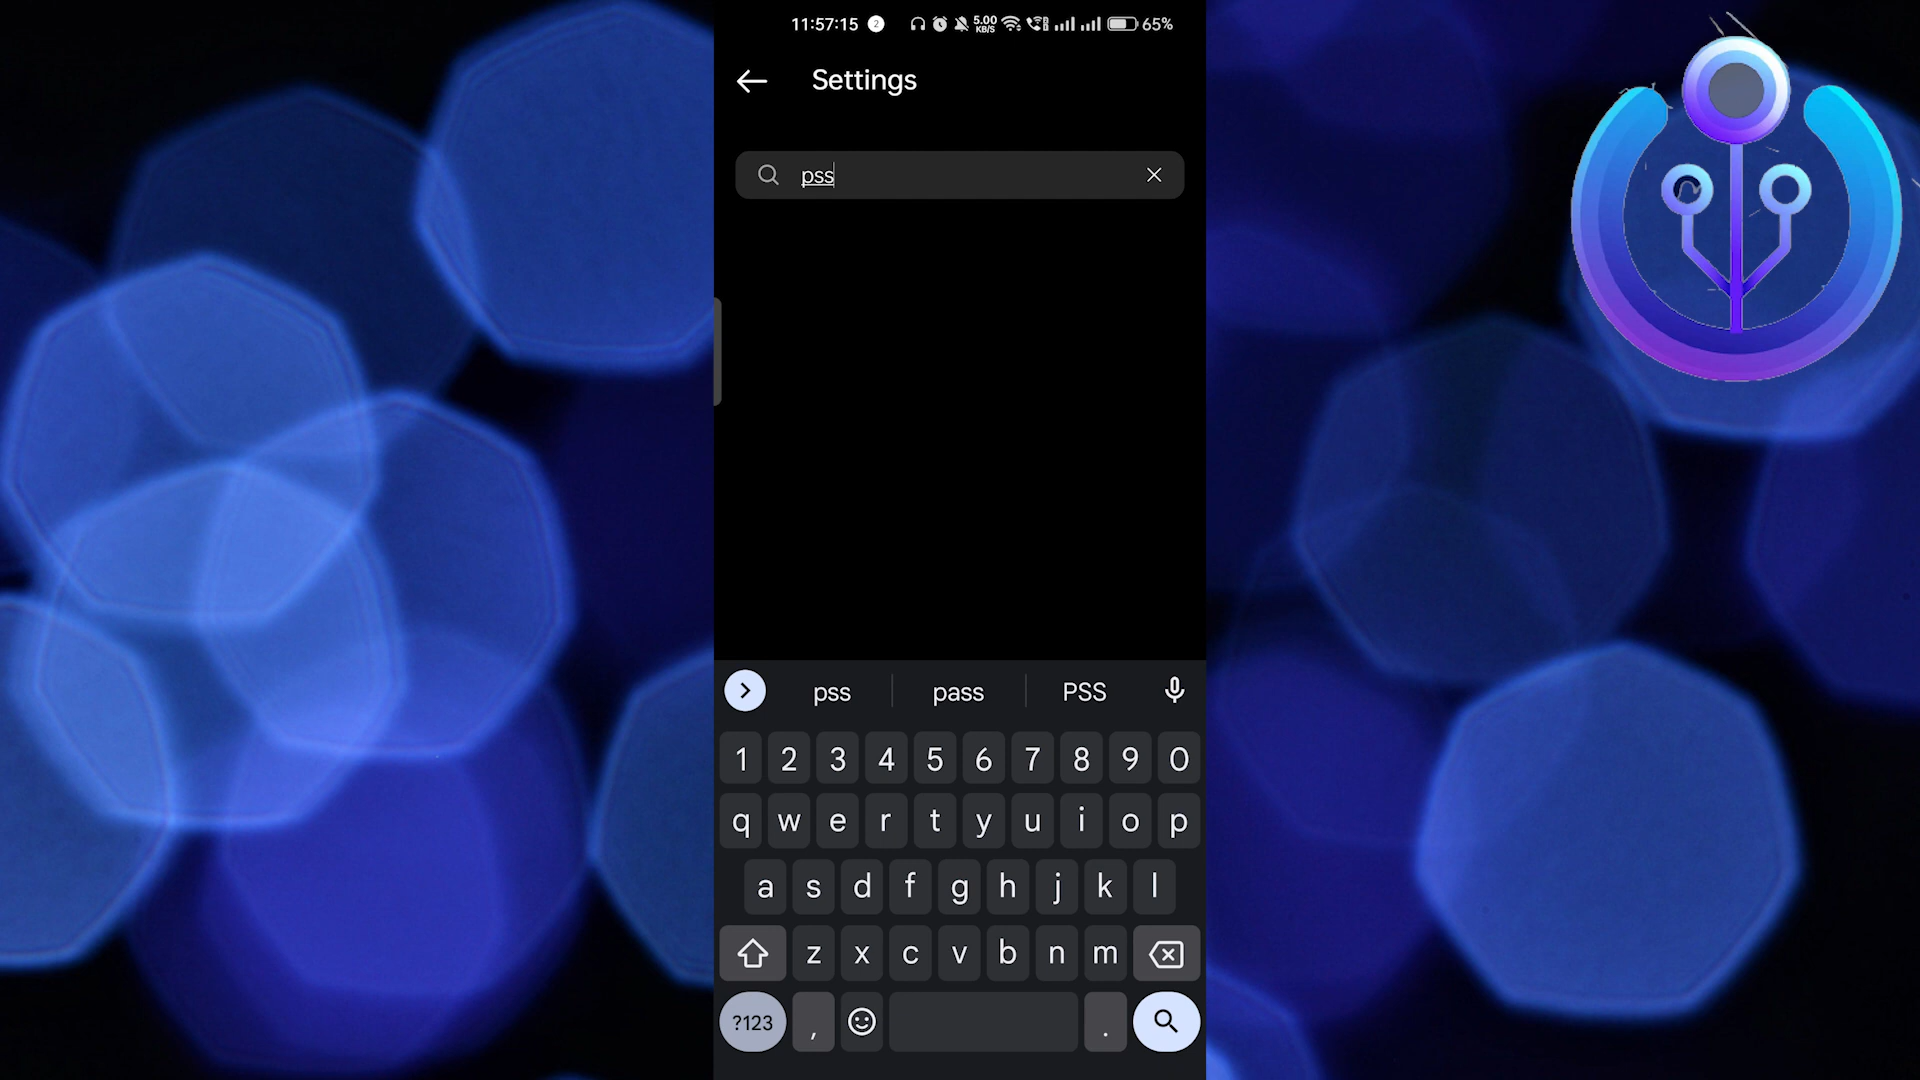 11:57:15 2 5.00 KB/S 65%
Settings
pss
pss pass PSS
1 2 3 4 5 6 7 8 9 0
q w e r t y u i o p
a s d f g h j k l
z x c v b n m
?123 , .